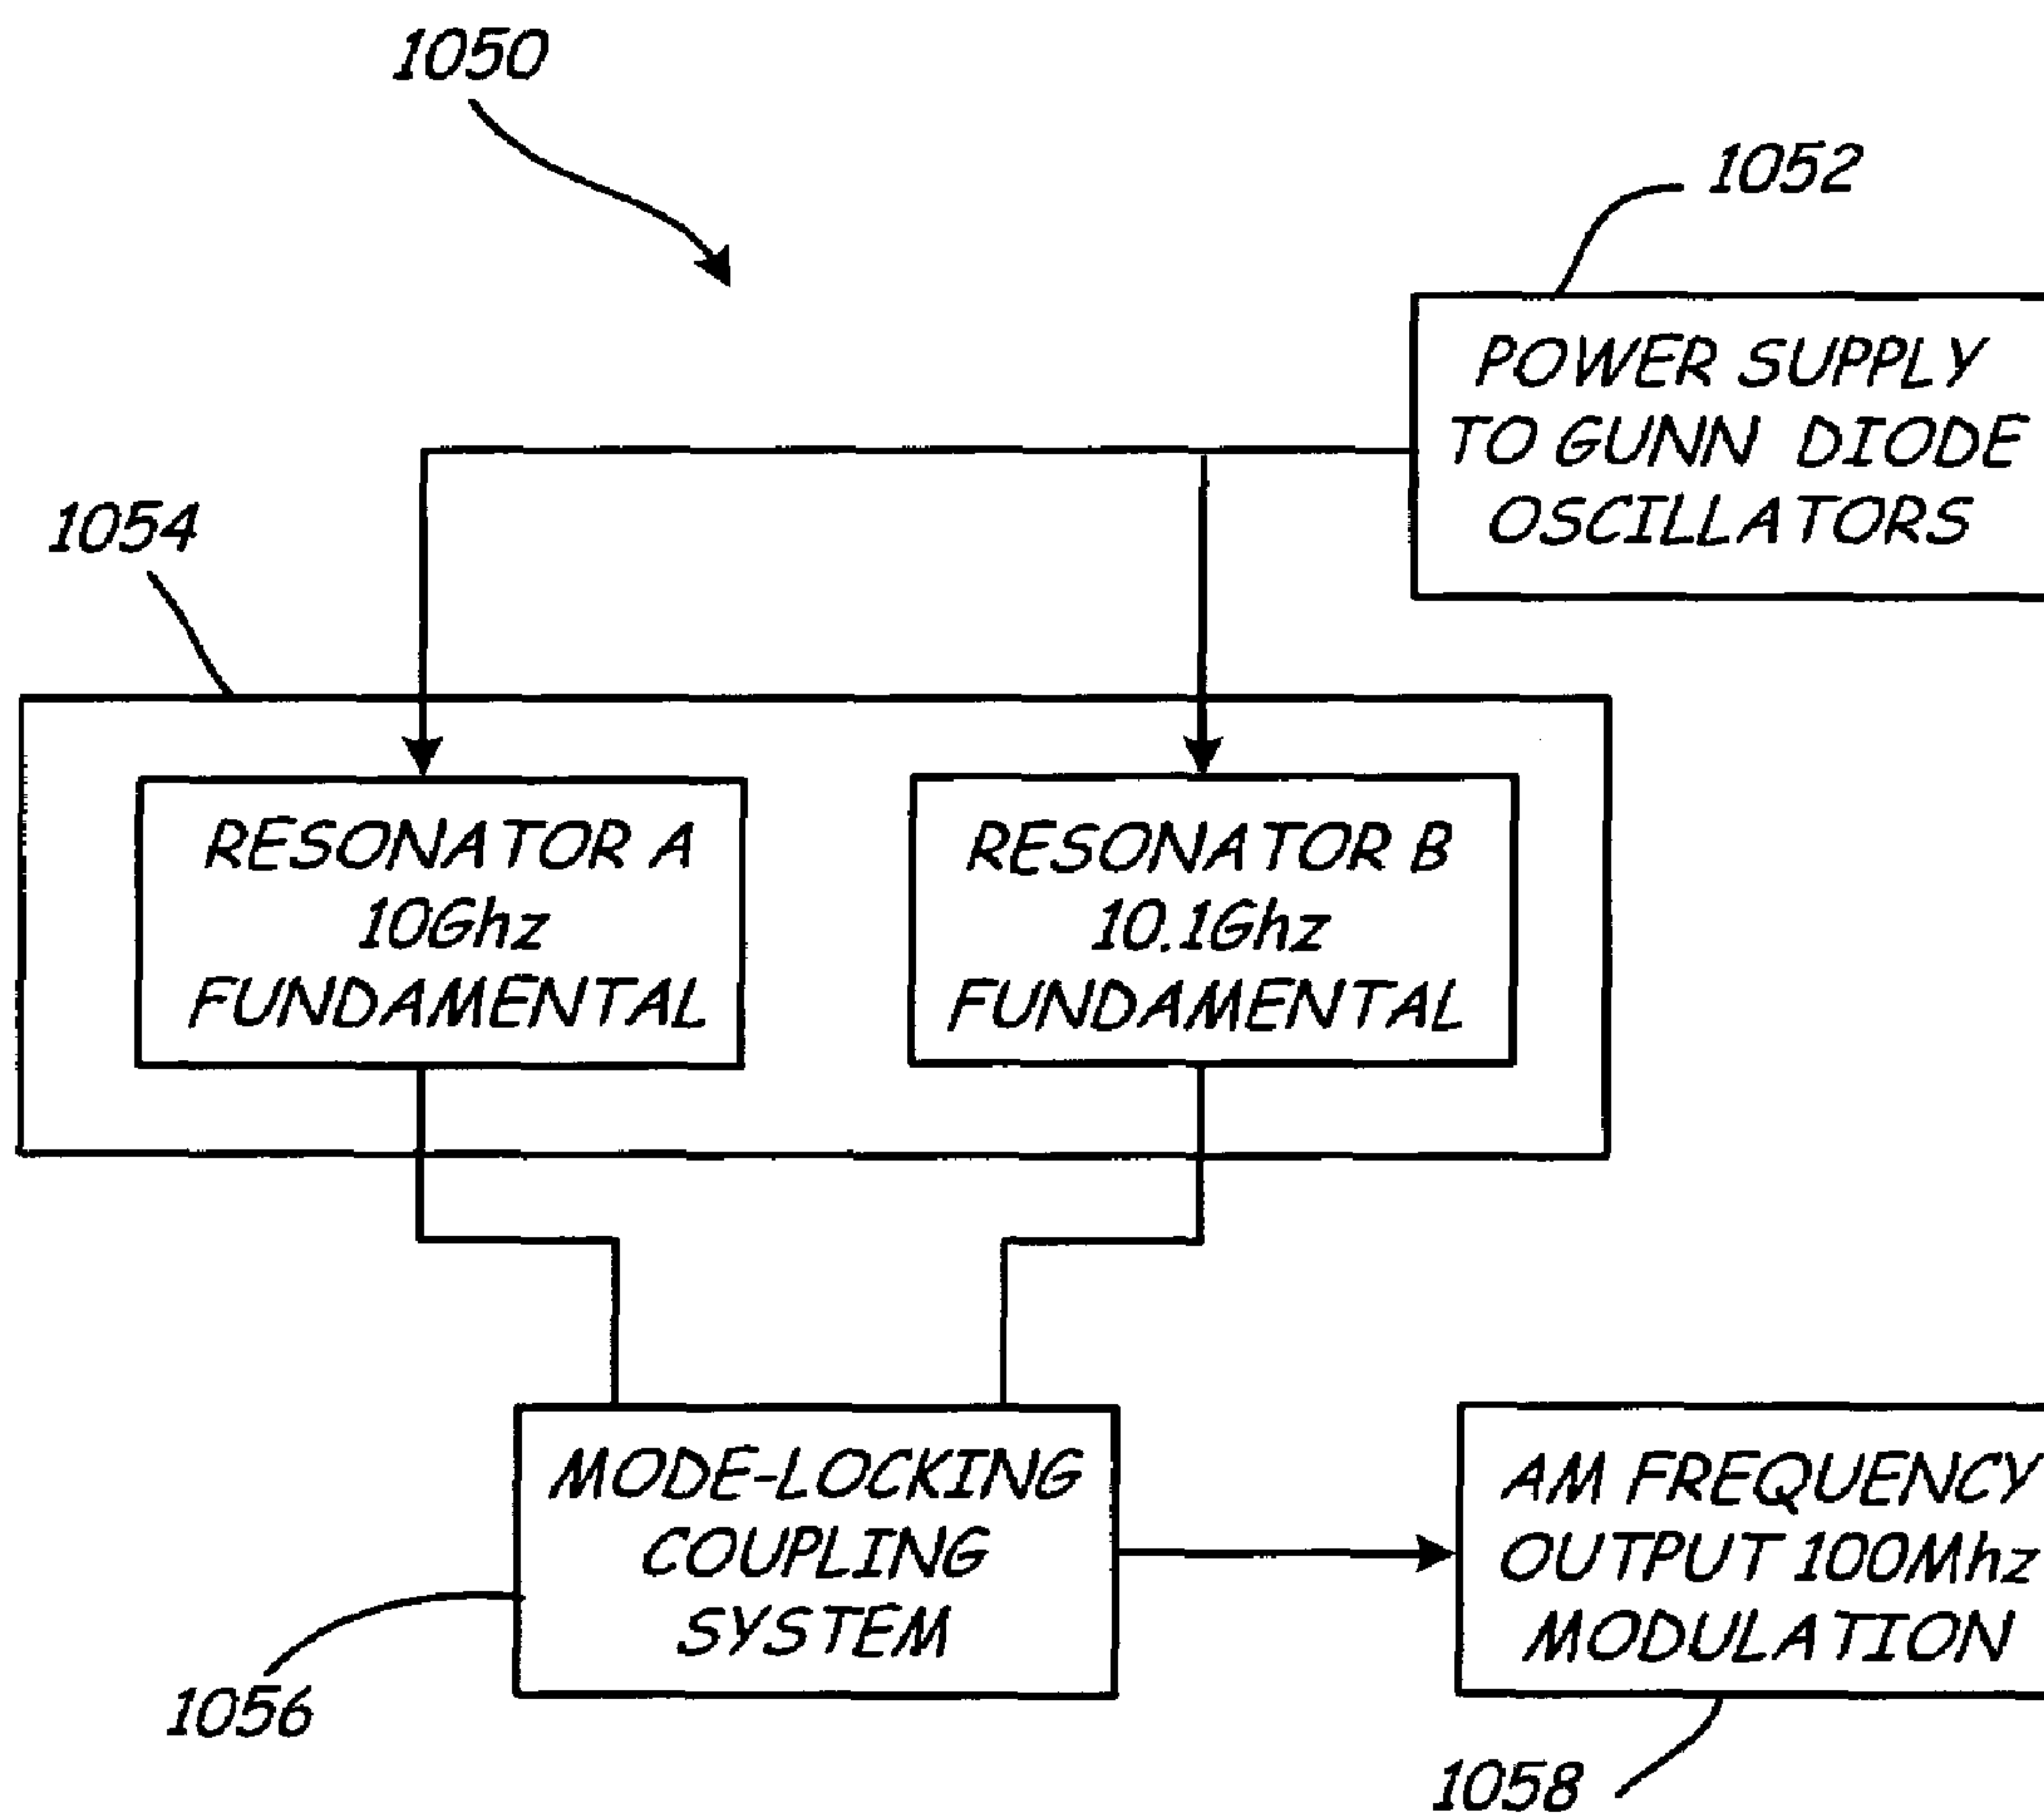 1050
1052
POWER SUPPLY
TO GUNN DIODE
OSCILLATORS
1054
RESONATOR A
10Ghz
FUNDAMENTAL
RESONATOR B
10.1Ghz
FUNDAMENTAL
MODE-LOCKING
COUPLING
SYSTEM
1056
AM FREQUENCY
OUTPUT 100Mhz
MODULATION
1058